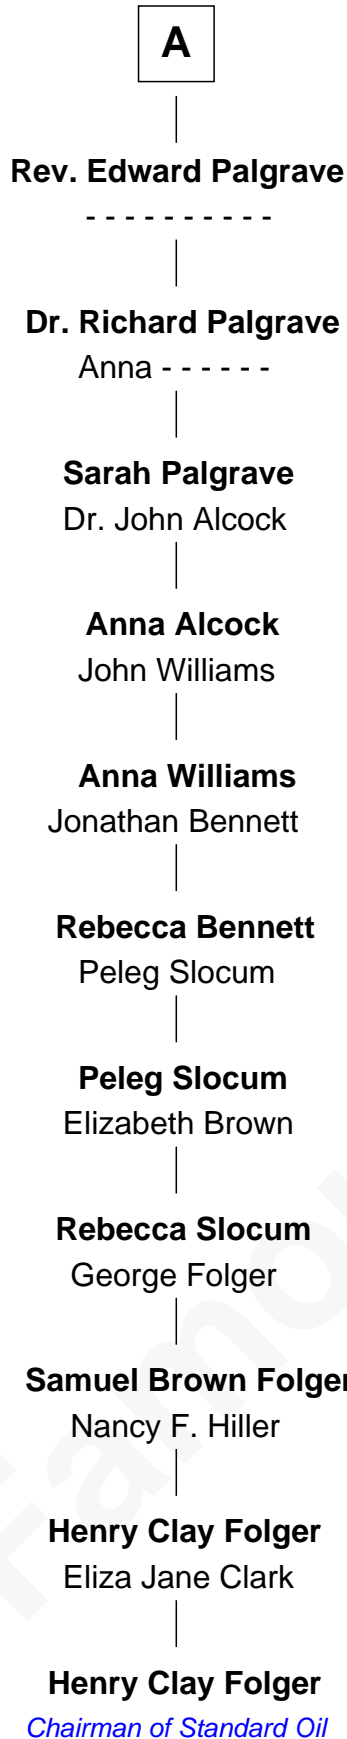 A
Rev. Edward Palgrave
- - - - - - - - - -
Dr. Richard Palgrave
Anna - - - - - -
Sarah Palgrave
Dr. John Alcock
Anna Alcock
John Williams
Anna Williams
Jonathan Bennett
Rebecca Bennett
Peleg Slocum
Peleg Slocum
Elizabeth Brown
Rebecca Slocum
George Folger
Samuel Brown Folger
Nancy F. Hiller
Henry Clay Folger
Eliza Jane Clark
Henry Clay Folger
Chairman of Standard Oil